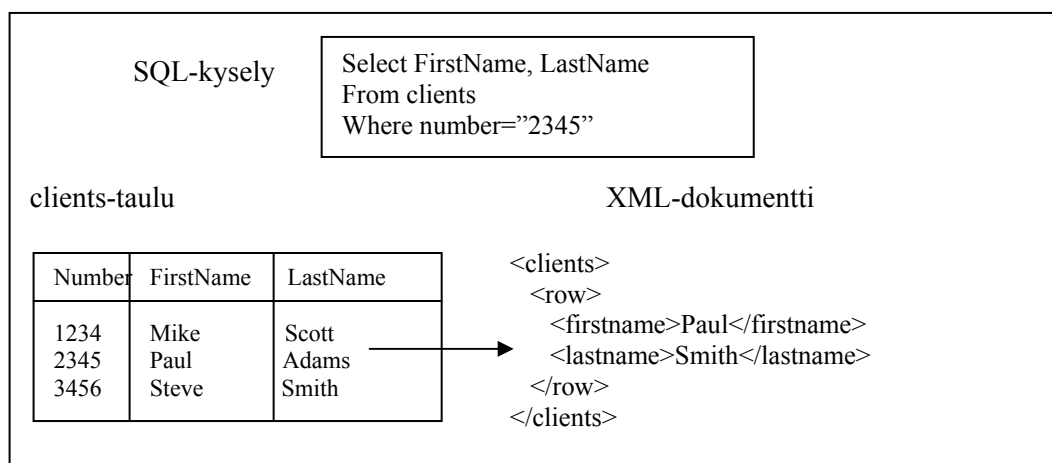 SQL-kysely
Select FirstName, LastName
From clients
Where number=”2345”
clients-taulu
XML-dokumentti
Number FirstName LastName
1234 Mike Scott
2345 Paul Adams
3456 Steve Smith
<clients>
<row>
<firstname>Paul</firstname>
<lastname>Smith</lastname>
</row>
</clients>